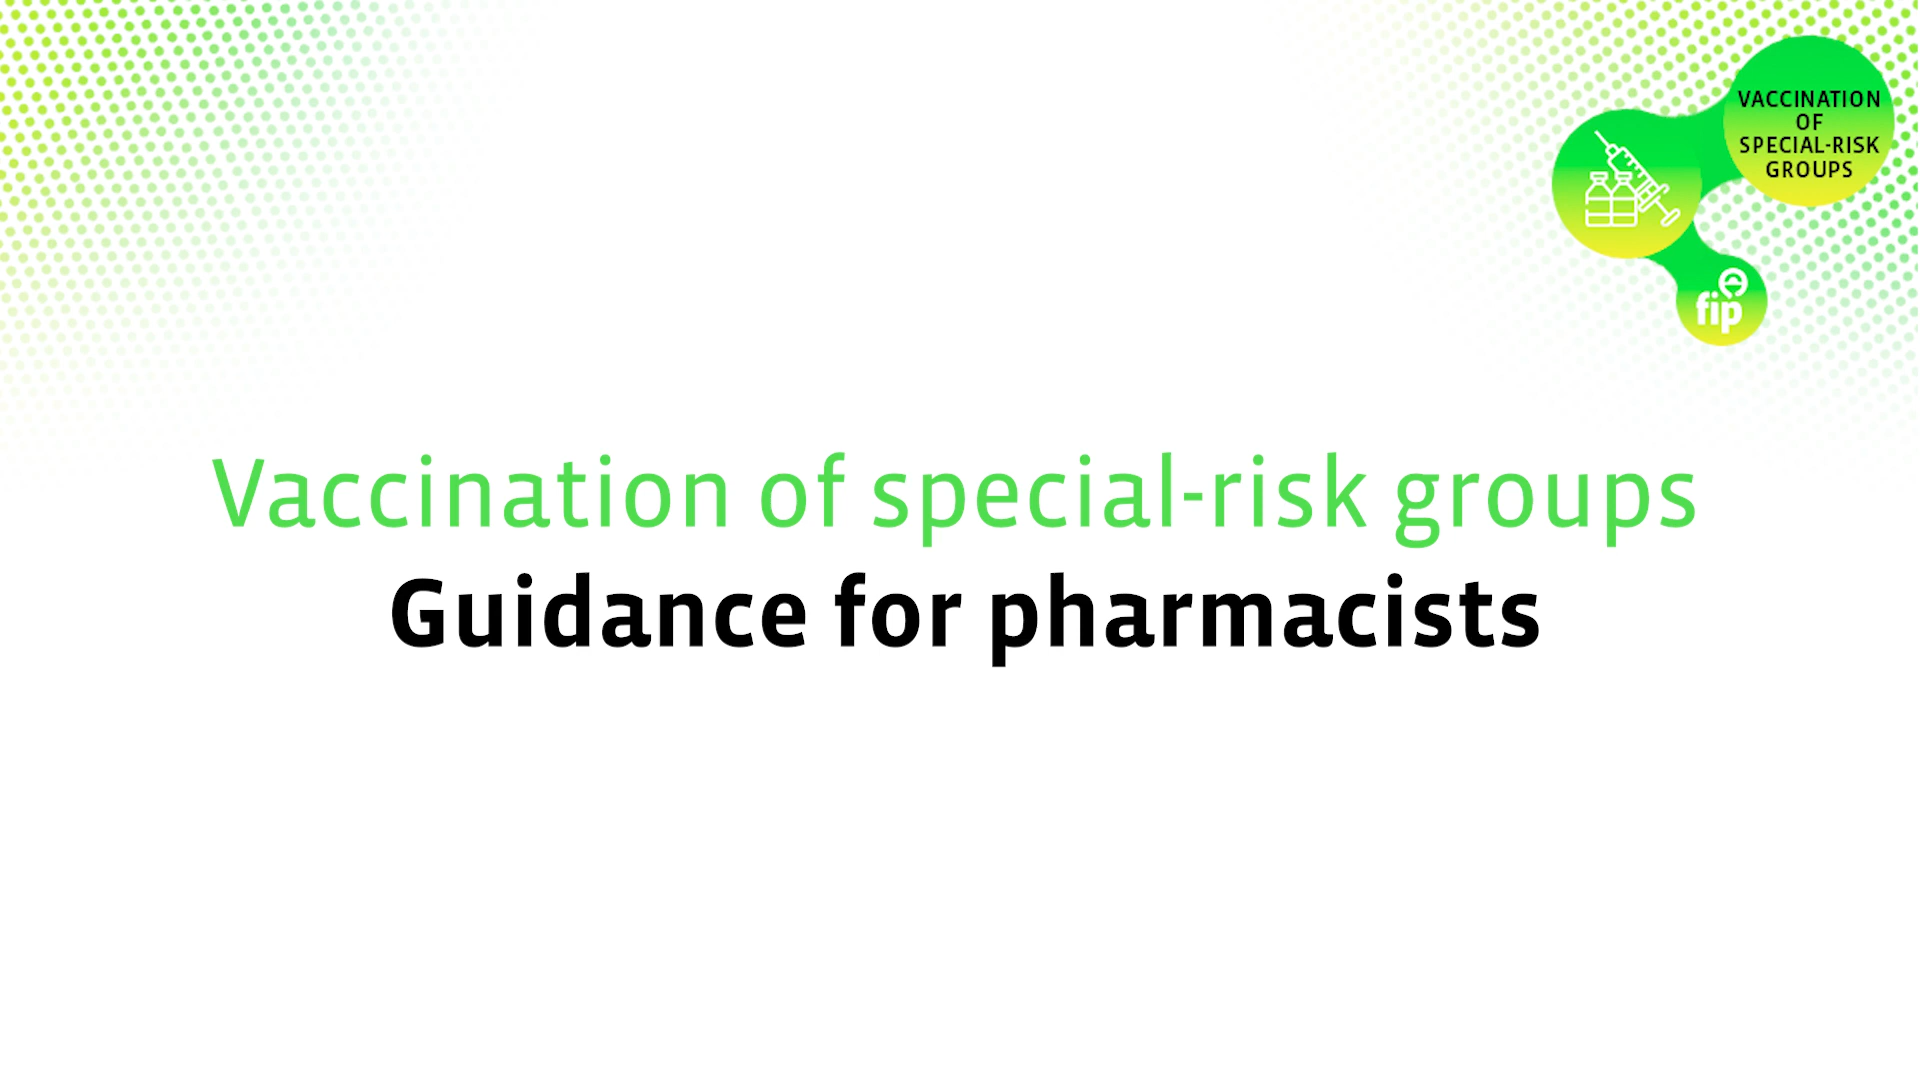 VACCINATION
OF
SPECIAL-RISK
GROUPS
fip
Vaccination of special-risk groups
Guidance for pharmacists